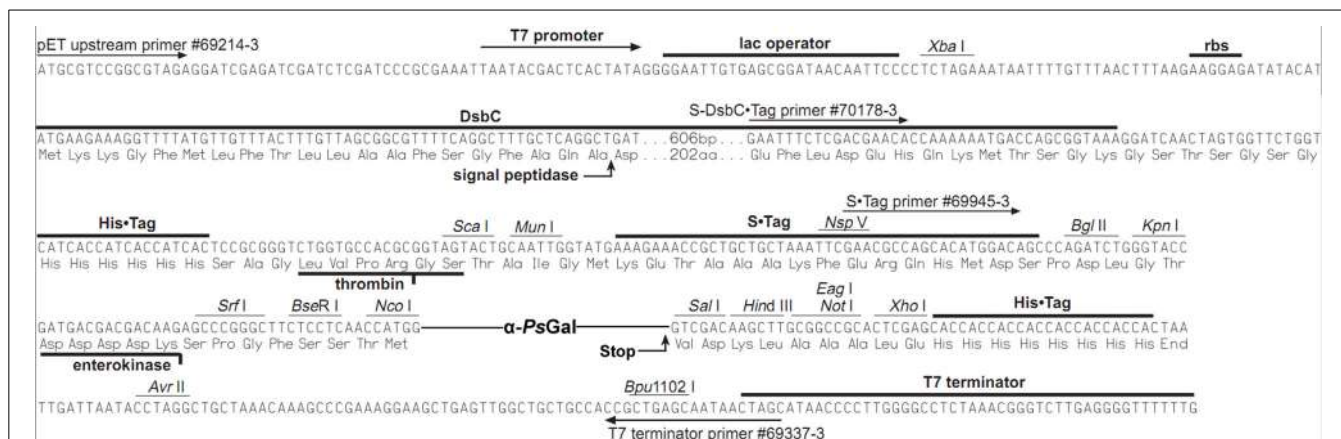 pET upstream primer #69214-3 T7 promoter lac operator Xba I rbs
ATGCGTCCGGCGTAGAGGATCGAGATCGATCTCGATCCCGCGAAATTAATACGACTCACTATAGGGGAATTGTGAGCGGATAACAATTCCCCTCTAGAAATAATTTTGTTTAACTTTAAGAAGGAGATATACAT
DsbC S-DsbC•Tag primer #70178-3
ATGAAGAAAGGTTTTATGTTGTTTACTTTGTTAGCGGCGTTTTCAGGCTTTGCTCAGGCTGAT ...606bp... GAATTTCTCGACGAACACCAAAAAATGACCAGCGGTAAAGGATCAACTAGTGGTTCTGGT
Met Lys Lys Gly Phe Met Leu Phe Thr Leu Leu Ala Ala Phe Ser Gly Phe Ala Gln Ala Asp ...202aa... Glu Phe Leu Asp Glu His Gln Lys Met Thr Ser Gly Lys Gly Ser Thr Ser Gly Ser Gly
signal peptidase
S•Tag primer #69945-3
His•Tag Sca I Mun I S•Tag Nsp V Bgl II Kpn I
CATCACCATCACCATCACTCCGCGGGTCTGGTGCCACGCGGTAGTACTGCAATTGGTATGAAAGAAACCGCTGCTGCTAAATTCGAACGCCAGCACATGGACAGCCCAGATCTGGGTACC
His His His His His His Ser Ala Gly Leu Val Pro Arg Gly Ser Thr Ala Ile Gly Met Lys Glu Thr Ala Ala Ala Lys Phe Glu Arg Gln His Met Asp Ser Pro Asp Leu Gly Thr
thrombin
Srf I BseR I Nco I Sal I Hind III Eag I Not I Xho I His•Tag
GATGACGACGACAAGAGCCCGGGCTTCTCCTCAACCATGG α-PsGal GTCGACAAGCTTGCGGCCGCACTCGAGCACCACCACCACCACCACCACCACTAA
Asp Asp Asp Asp Lys Ser Pro Gly Phe Ser Ser Thr Met Stop Val Asp Lys Leu Ala Ala Ala Leu Glu His His His His His His His His End
enterokinase
Avr II Bpu1102 I T7 terminator
TTGATTAATACCTAGGCTGCTAAACAAAGCCCGAAAGGAAGCTGAGTTGGCTGCTGCCACCGCTGAGCAATAACTAGCATAACCCCTTGGGGCCTCTAAACGGGTCTTGAGGGGTTTTTTG
T7 terminator primer #69337-3